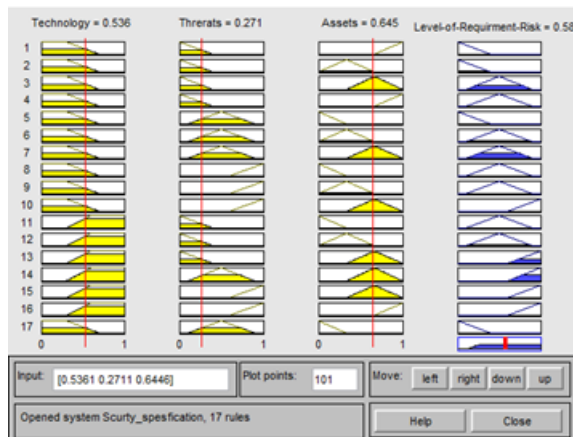 Technology = 0.536
Threrats = 0.271
Assets = 0.645
Level-of-Requirment-Risk = 0.58
1
2
3
4
5
6
7
8
9
10
11
12
13
14
15
16
17
0 1
0 1
0 1
0 1
Input: [0.5361 0.2711 0.6446]
Plot points: 101
Move: left right down up
Opened system Scurty_spesfication, 17 rules
Help Close